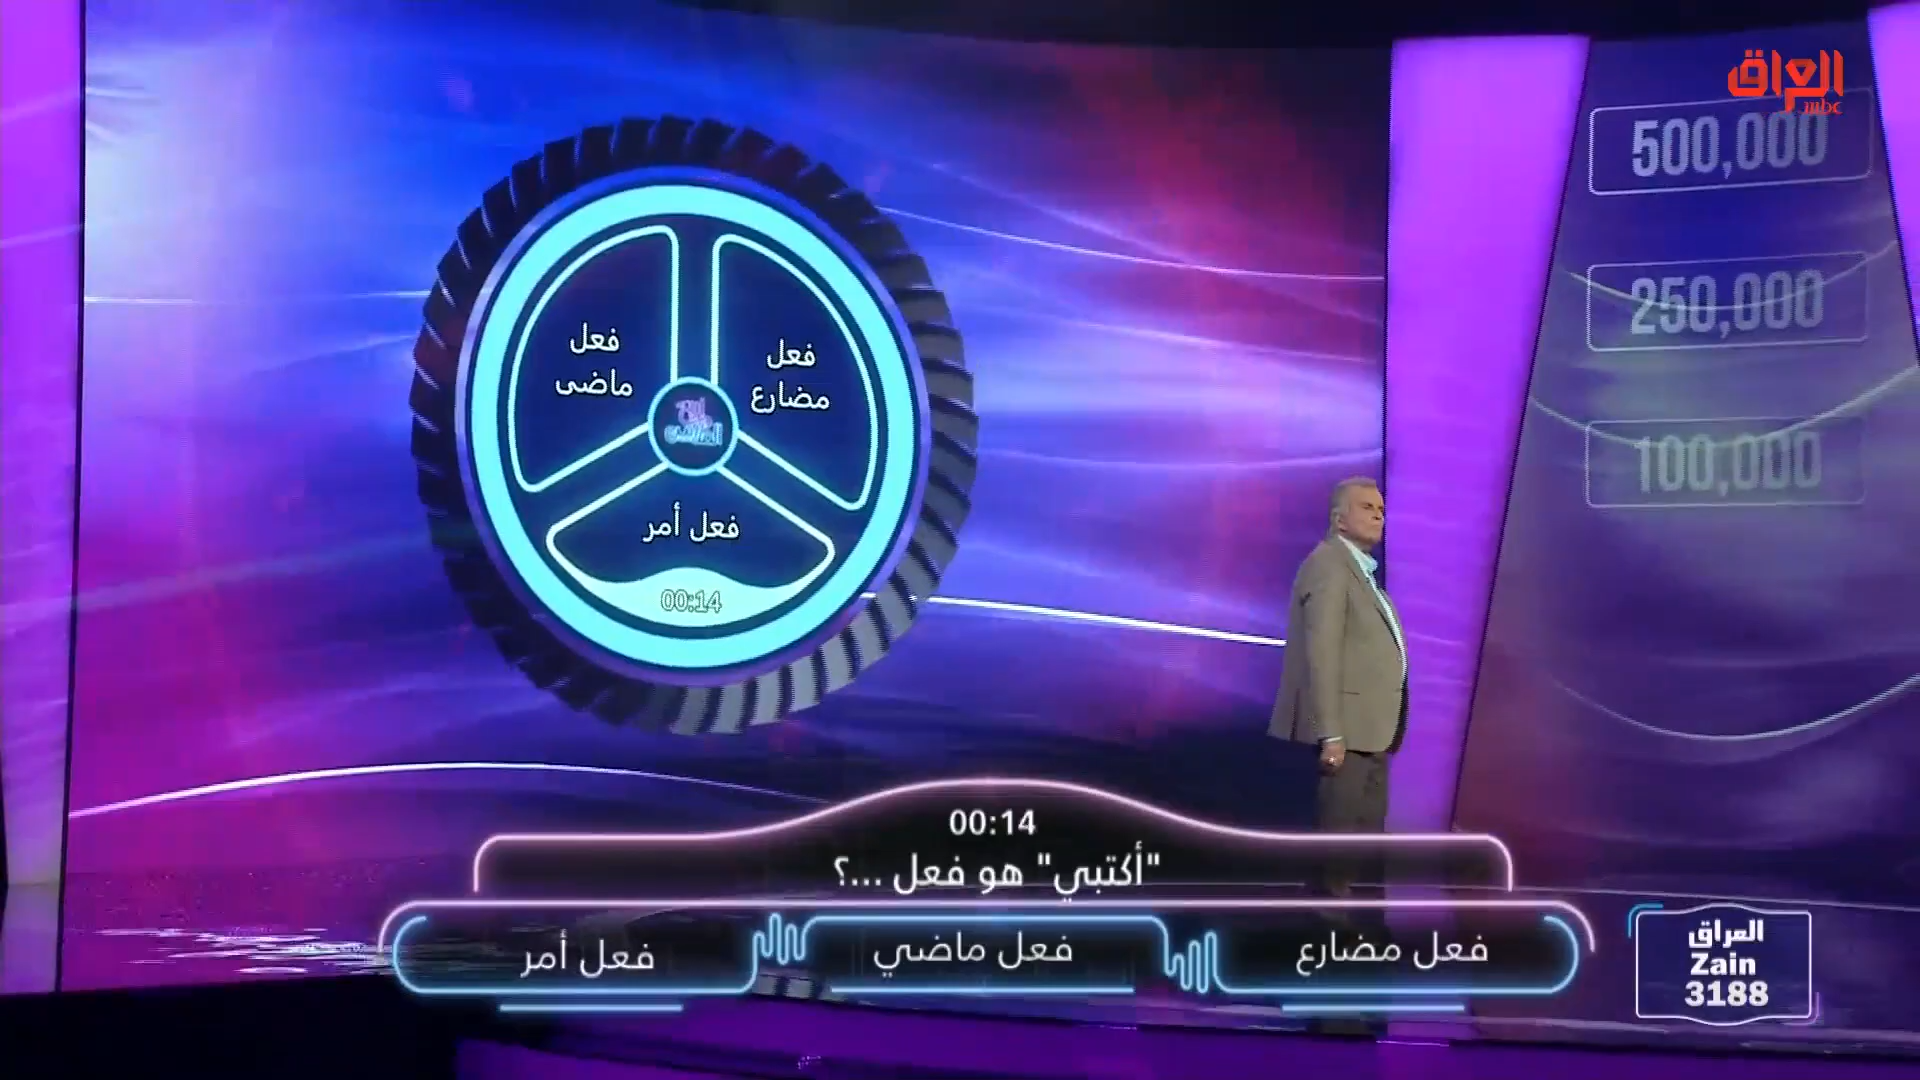 العراق
mbc
500,000
250,000
100,000
فعل
ماضى
فعل
مضارع
فعل أمر
00:14
00:14
"أكتبي" هو فعل ...؟
فعل مضارع
فعل ماضي
فعل أمر
العراق
Zain
3188